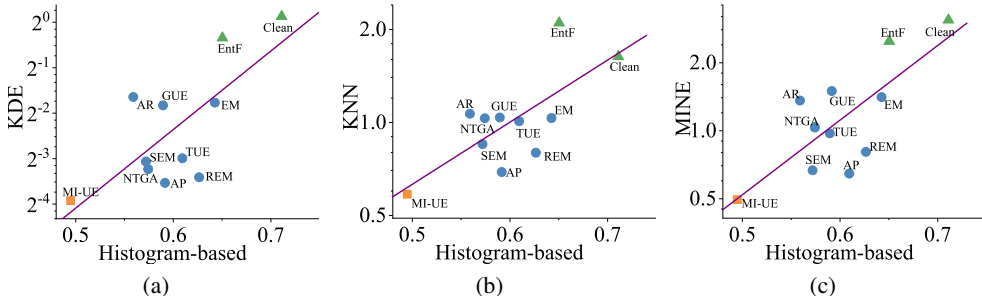 KDE
2^0
2^-1
2^-2
2^-3
2^-4
Clean
EntF
AR
GUE
EM
SEM
TUE
NTGA
AP
REM
MI-UE
0.5 0.6 0.7
Histogram-based
(a)
KNN
2.0
1.0
0.5
EntF
Clean
AR
GUE
EM
NTGA
TUE
SEM
REM
AP
MI-UE
0.5 0.6 0.7
Histogram-based
(b)
MINE
2.0
1.0
0.5
Clean
EntF
AR
GUE
EM
NTGA
TUE
REM
SEM
AP
MI-UE
0.5 0.6 0.7
Histogram-based
(c)